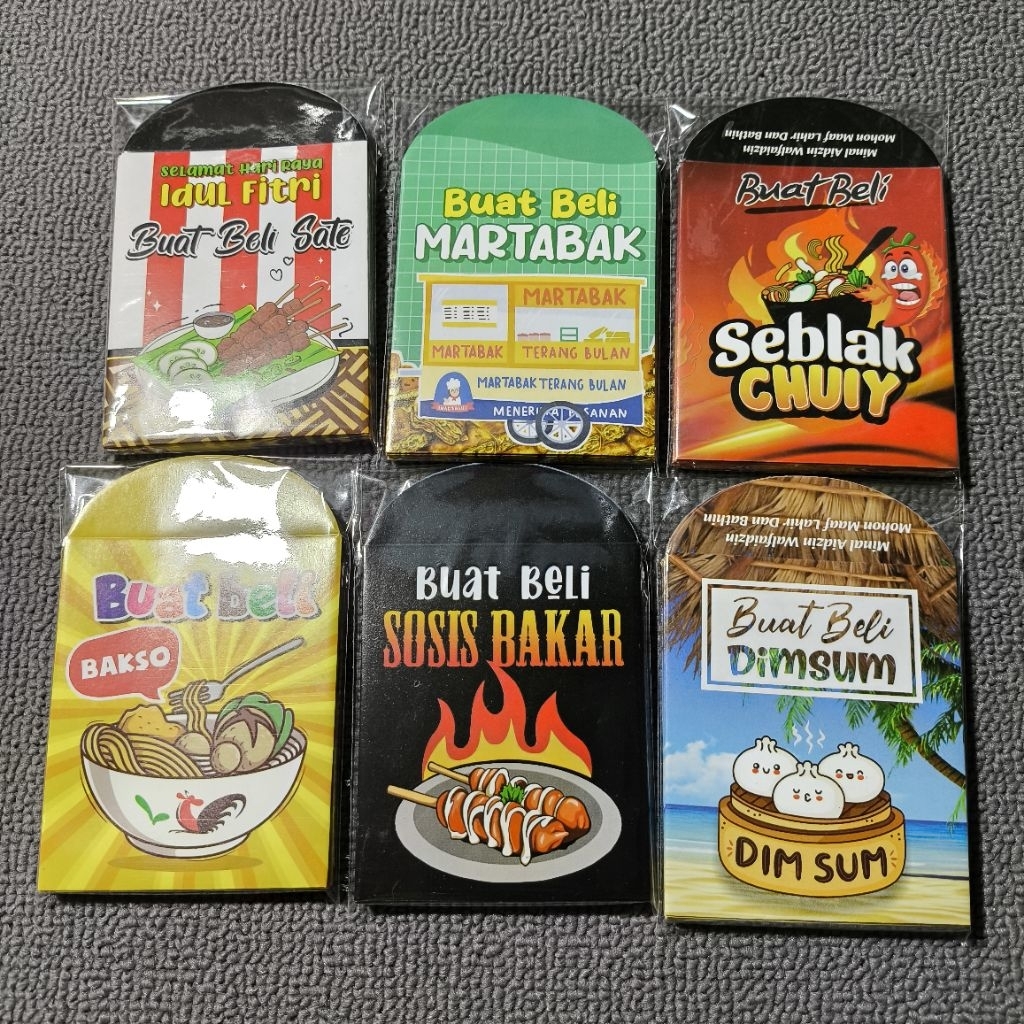 Selamat Hari Raya
Idul Fitri
Buat Beli Sate
Buat Beli
MARTABAK
MARTABAK
MARTABAK
TERANG BULAN
MARTABAK TERANG BULAN
MENERIMA PESANAN
Minal Aidzin Walfaidzin
Mohon Maaf Lahir Dan Bathin
Buat Beli
Seblak
CHUIY
Buat beli
BAKSO
Buat Beli
SOSIS BAKAR
Minal Aidzin Walfaidzin
Mohon Maaf Lahir Dan Bathin
Buat Beli
DIMSUM
DIM SUM